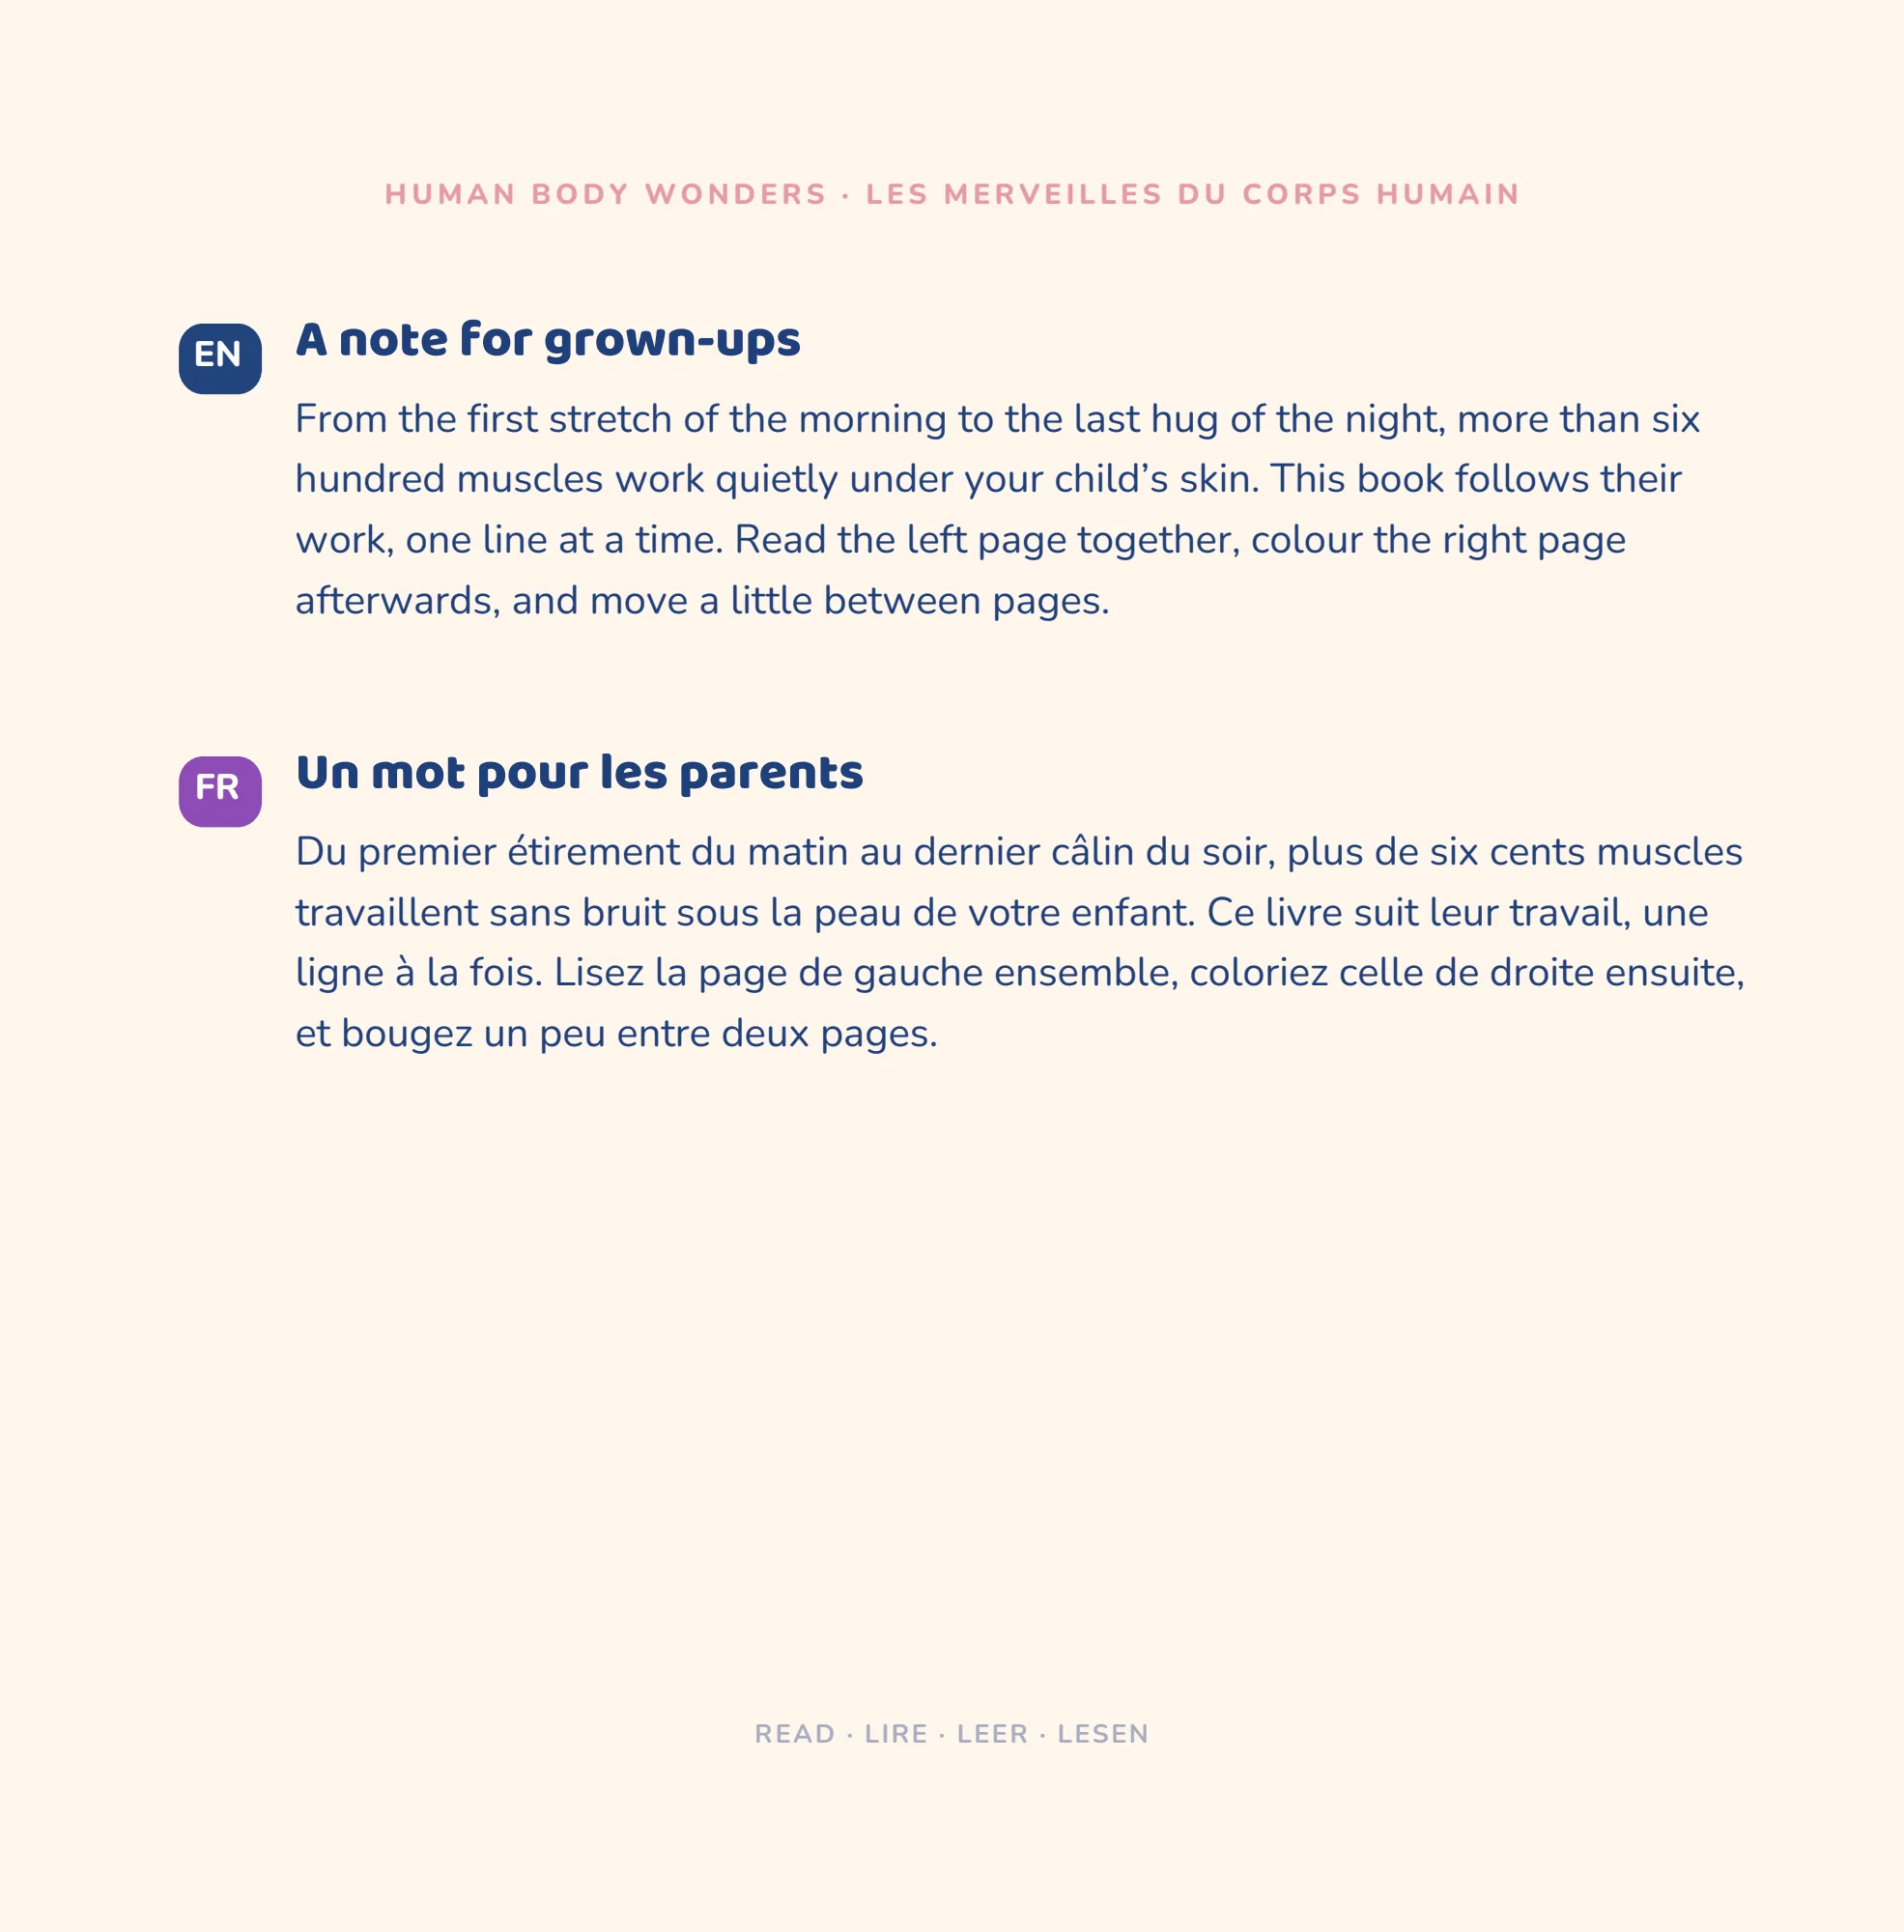 HUMAN BODY WONDERS · LES MERVEILLES DU CORPS HUMAIN
EN
A note for grown-ups
From the first stretch of the morning to the last hug of the night, more than six
hundred muscles work quietly under your child’s skin. This book follows their
work, one line at a time. Read the left page together, colour the right page
afterwards, and move a little between pages.
FR
Un mot pour les parents
Du premier étirement du matin au dernier câlin du soir, plus de six cents muscles
travaillent sans bruit sous la peau de votre enfant. Ce livre suit leur travail, une
ligne à la fois. Lisez la page de gauche ensemble, coloriez celle de droite ensuite,
et bougez un peu entre deux pages.
READ · LIRE · LEER · LESEN